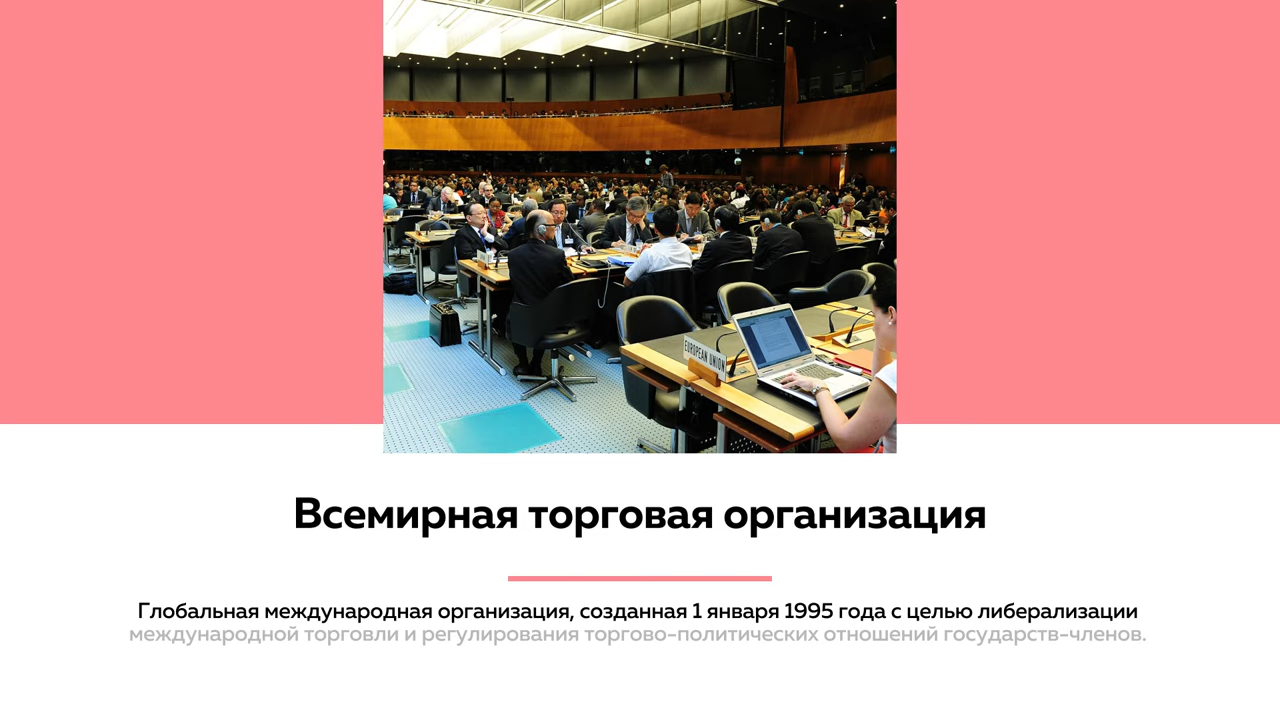 EUROPEAN UNION
Всемирная торговая организация
Глобальная международная организация, созданная 1 января 1995 года с целью либерализации
международной торговли и регулирования торгово-политических отношений государств-членов.